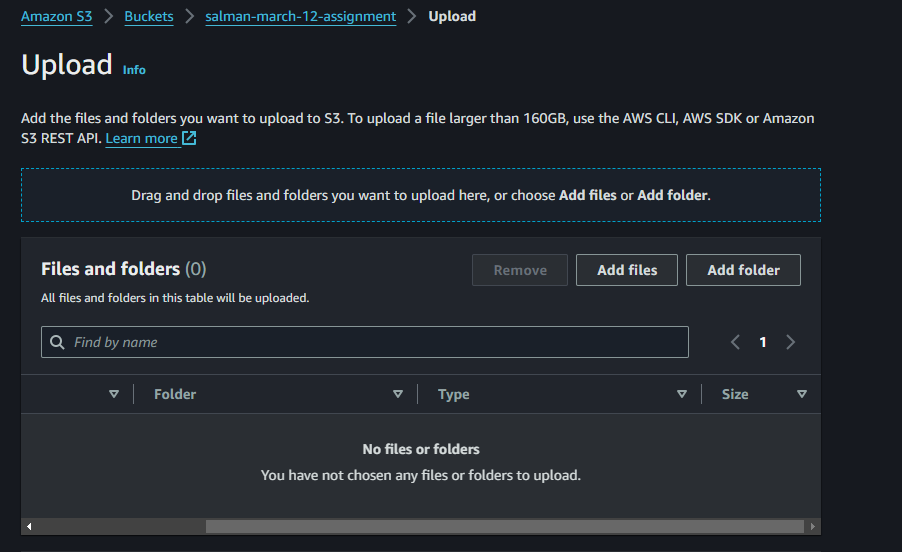 Amazon S3 > Buckets > salman-march-12-assignment > Upload
Upload Info
Add the files and folders you want to upload to S3. To upload a file larger than 160GB, use the AWS CLI, AWS SDK or Amazon
S3 REST API. Learn more
Drag and drop files and folders you want to upload here, or choose Add files or Add folder.
Files and folders (0)
Remove Add files Add folder
All files and folders in this table will be uploaded.
Find by name
1
Folder Type Size
No files or folders
You have not chosen any files or folders to upload.